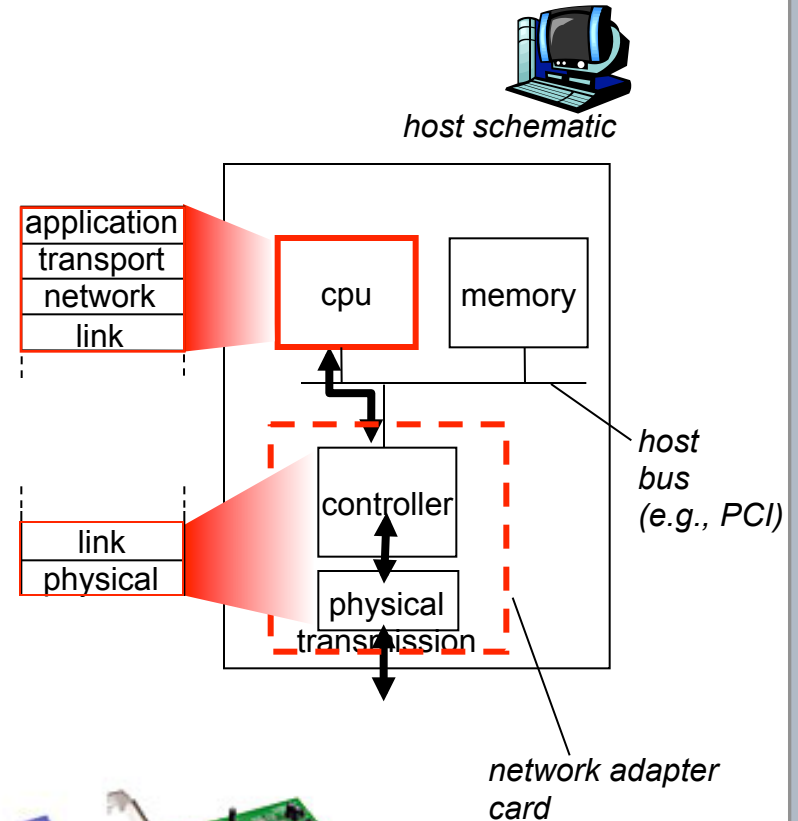 host schematic
application
transport
network
link
cpu
memory
host
bus
(e.g., PCI)
controller
link
physical
physical
transmission
network adapter
card